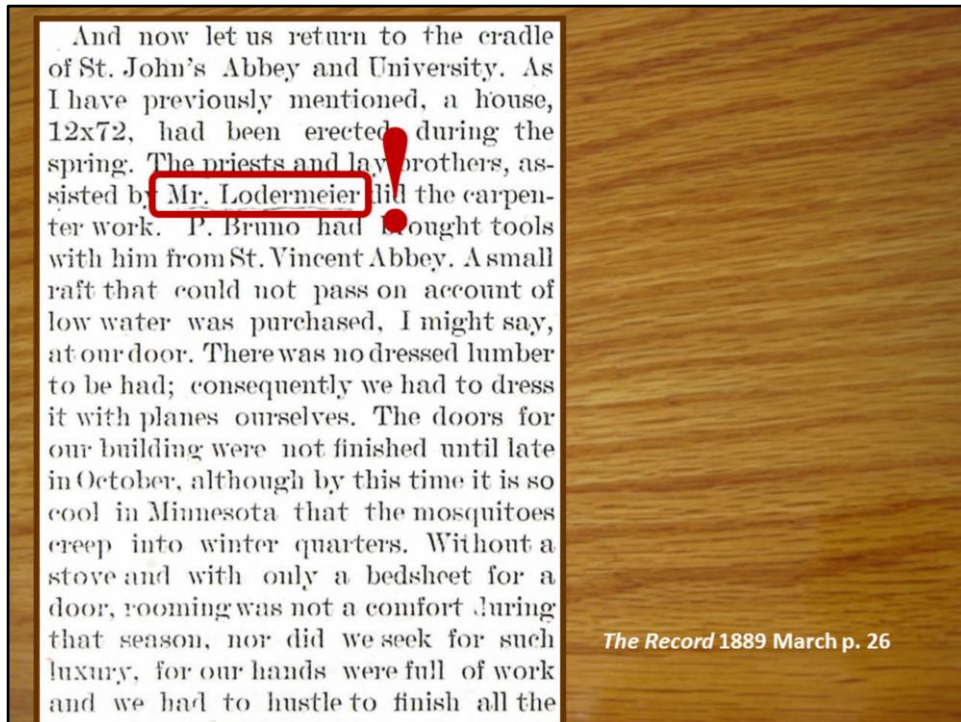 And now let us return to the cradle
of St. John's Abbey and University. As
I have previously mentioned, a house,
12x72, had been erected during the
spring. The priests and lay brothers, as-
sisted by Mr. Lodermeier did the carpen-
ter work. P. Bruno had brought tools
with him from St. Vincent Abbey. A small
raft that could not pass on account of
low water was purchased, I might say,
at our door. There was no dressed lumber
to be had; consequently we had to dress
it with planes ourselves. The doors for
our building were not finished until late
in October, although by this time it is so
cool in Minnesota that the mosquitoes
creep into winter quarters. Without a
stove and with only a bedsheet for a
door, rooming was not a comfort during
that season, nor did we seek for such
luxury, for our hands were full of work
and we had to hustle to finish all the
!
The Record 1889 March p. 26